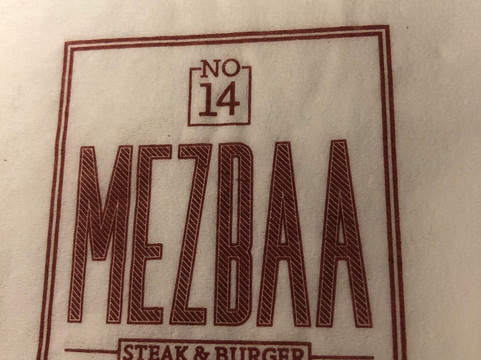 NO
14
MEZBAA
STEAK & BURGER